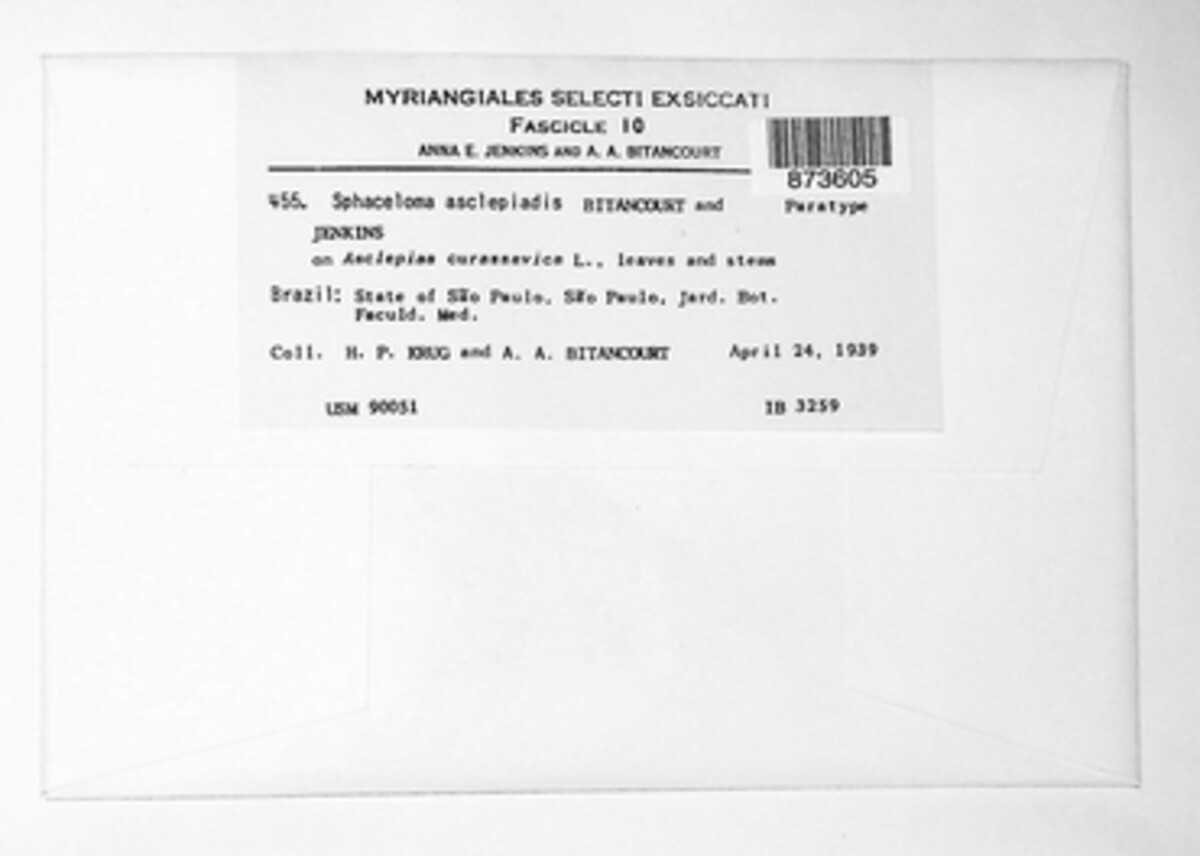 MYRIANGIALES SELECTI EXSICCATI
FASCICLE 10
ANNA E. JENKINS AND A. A. BITANCOURT
873605
455. Sphaceloma asclepiadis BITANCOURT and
Paratype
JENKINS
on Asclepias curassavica L., leaves and stems
Brazil: State of São Paulo, São Paulo, Jard. Bot.
Faculd. Med.
Coll. H. P. KRUG and A. A. BITANCOURT April 24, 1939
USM 90051 IB 3259